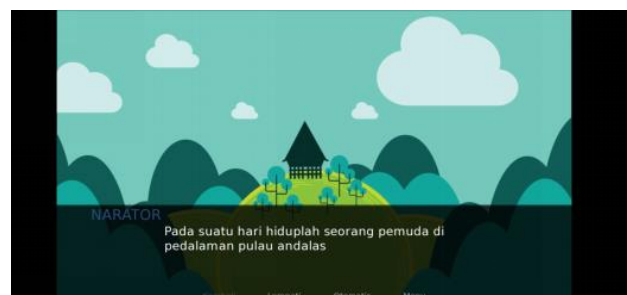 NARATOR
Pada suatu hari hiduplah seorang pemuda di
pedalaman pulau andalas